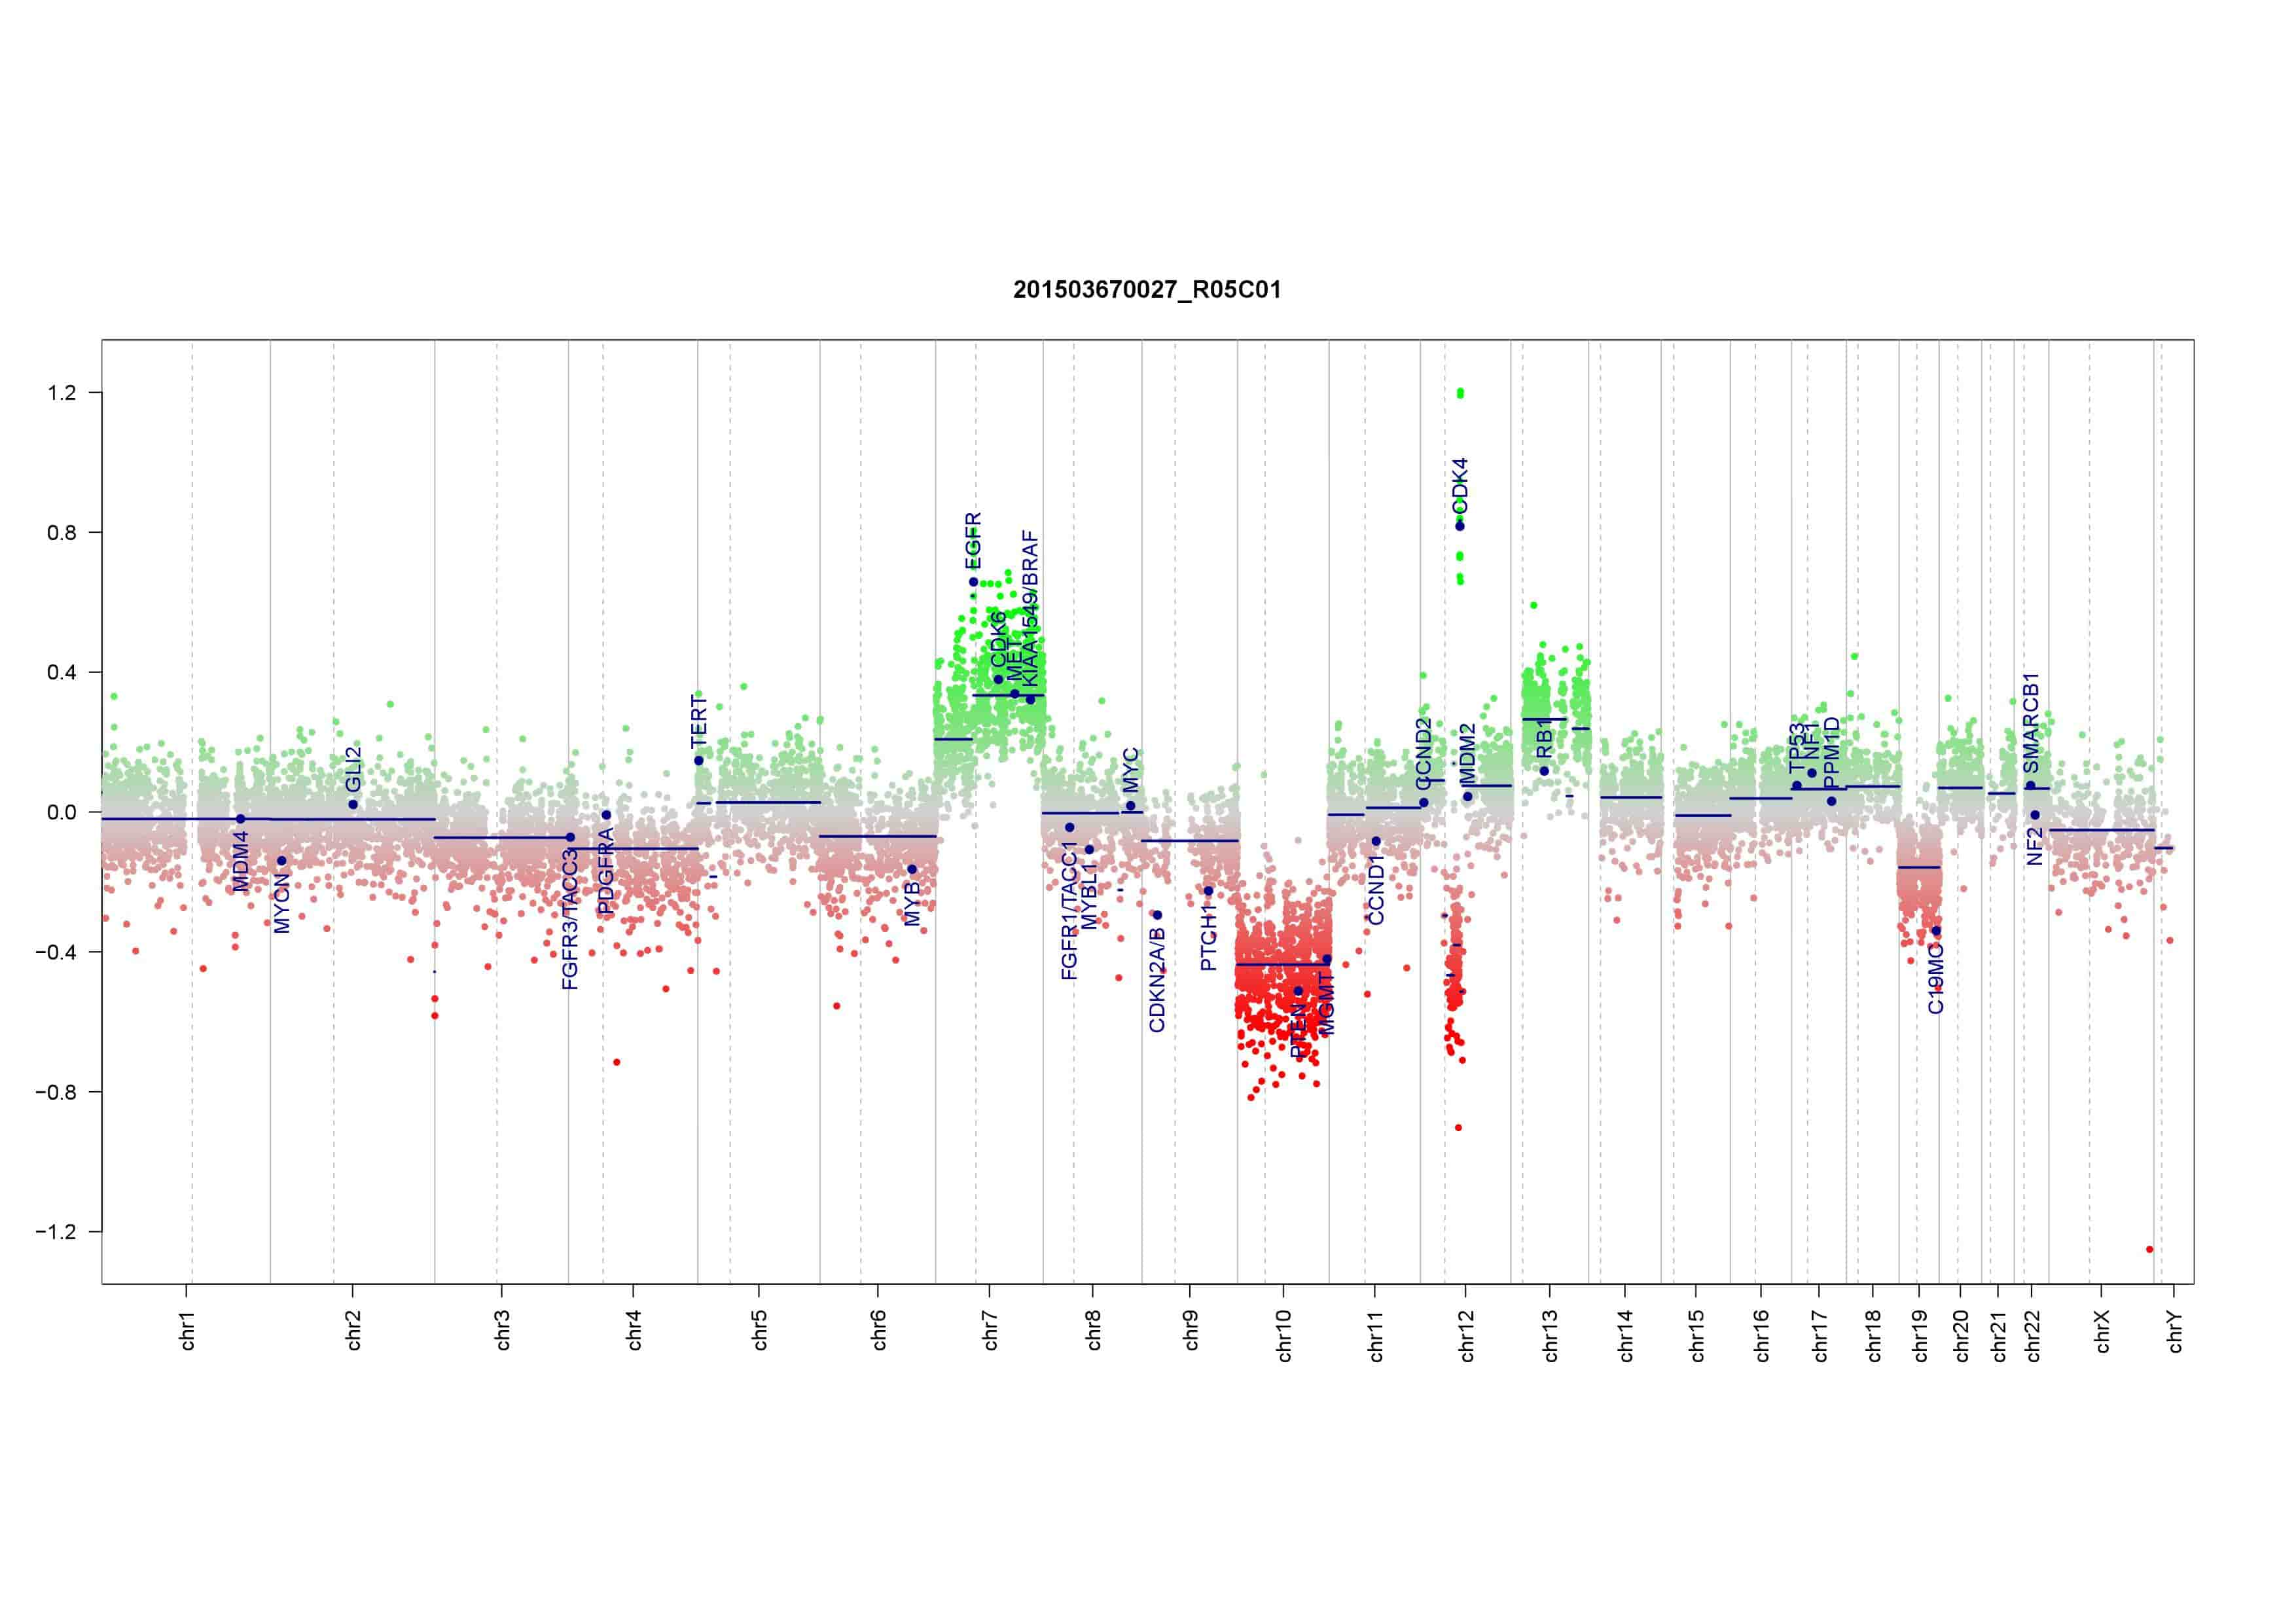 201503670027_R05C01
1.2
0.8
0.4
0.0
−0.4
−0.8
−1.2
MDM4
MYCN
GLI2
FGFR3/TACC3
PDGFRA
TERT
MYB
EGFR
CDK6
MET
KIAA1549/BRAF
FGFR1/TACC1
MYBL1
MYC
CDKN2A/B
PTCH1
PTEN
MGMT
CCND1
CCND2
CDK4
MDM2
RB1
TP53
NF1
PPM1D
C19MC
SMARCB1
NF2
chr1
chr2
chr3
chr4
chr5
chr6
chr7
chr8
chr9
chr10
chr11
chr12
chr13
chr14
chr15
chr16
chr17
chr18
chr19
chr20
chr21
chr22
chrX
chrY